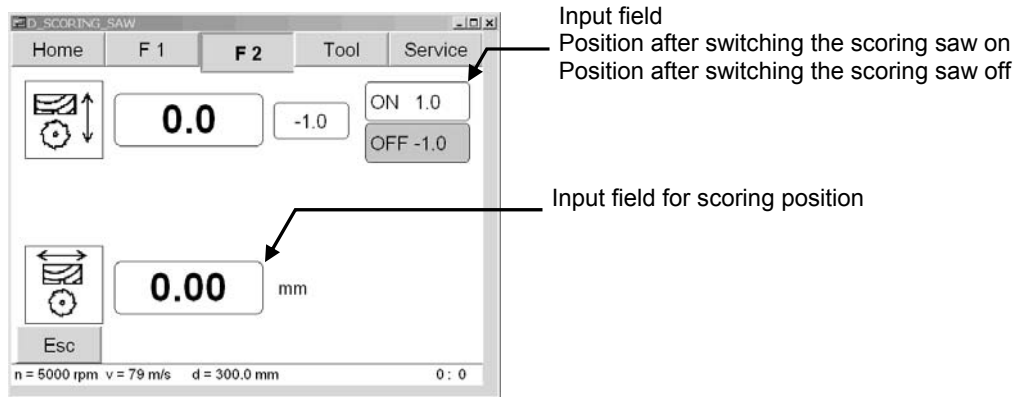 D_SCORING_SAW
Home F 1 F 2 Tool Service
0.0 -1.0
ON 1.0
OFF -1.0
0.00 mm
Esc
n = 5000 rpm v = 79 m/s d = 300.0 mm 0 : 0
Input field
Position after switching the scoring saw on
Position after switching the scoring saw off
Input field for scoring position